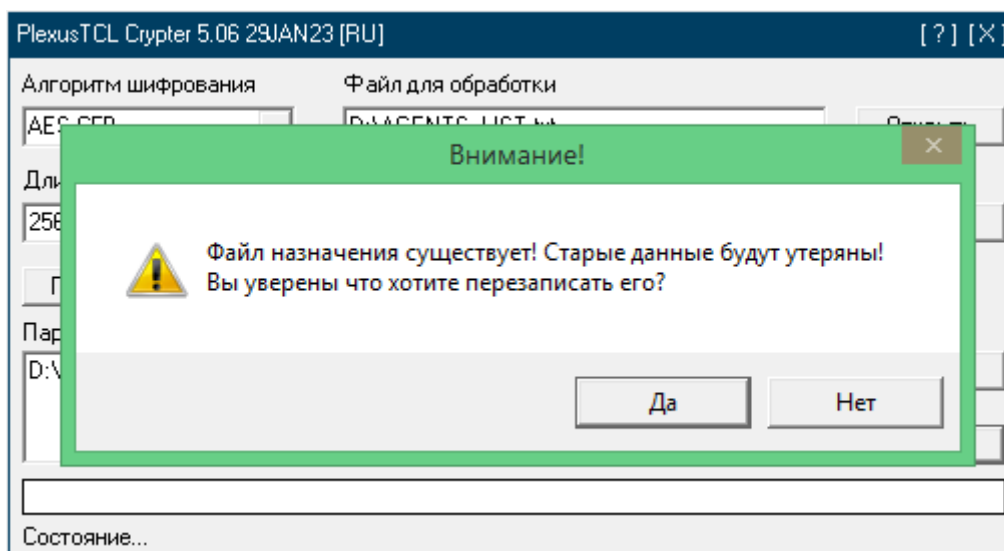 PlexusTCL Crypter 5.06 29JAN23 [RU] [ ? ] [X]
Алгоритм шифрования Файл для обработки
Внимание!
256
Файл назначения существует! Старые данные будут утеряны!
Вы уверены что хотите перезаписать его?
D:\
Да Нет
Состояние...